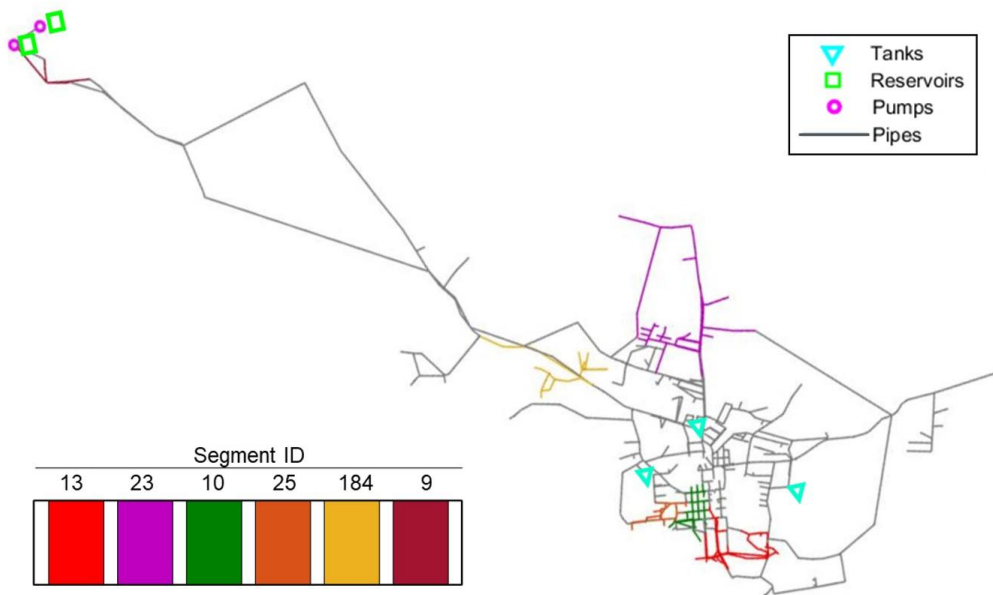 Tanks
Reservoirs
Pumps
Pipes
Segment ID
13 23 10 25 184 9